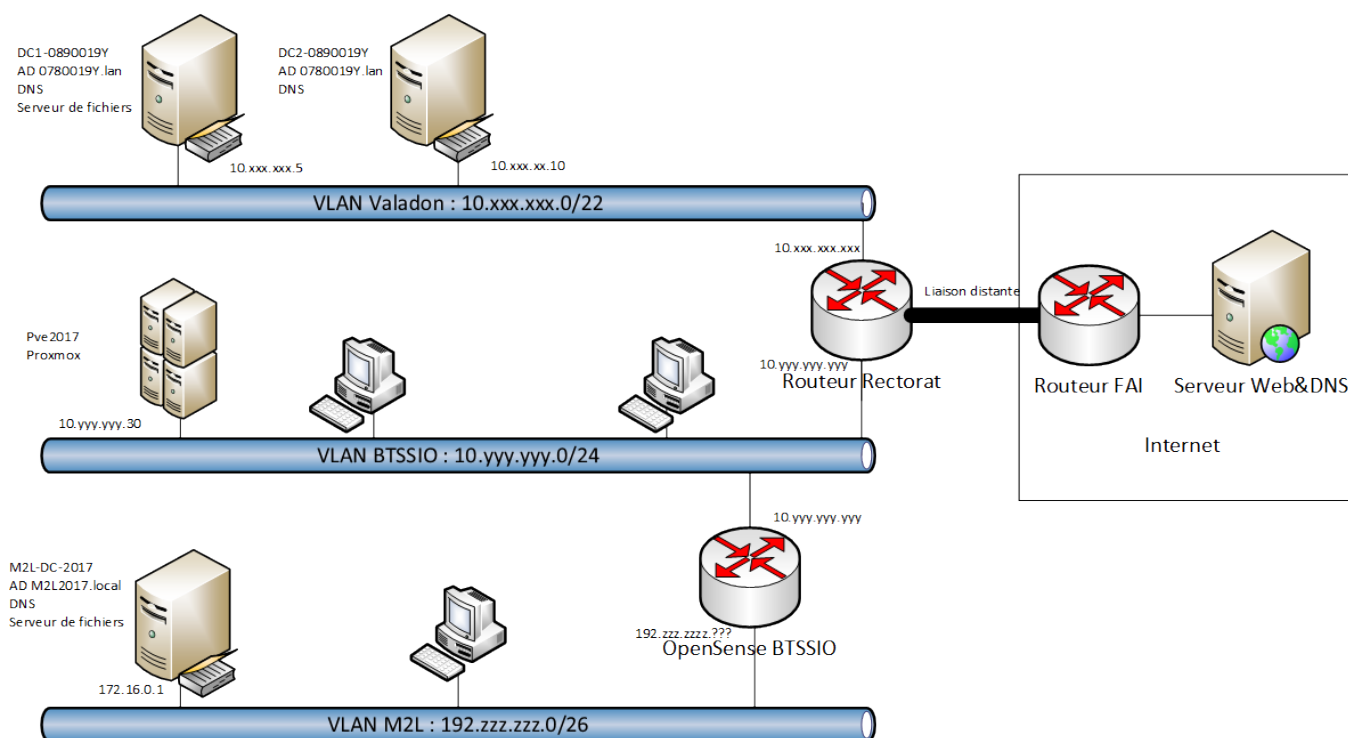 DC1-0890019Y
AD 0780019Y.lan
DNS
Serveur de fichiers
DC2-0890019Y
AD 0780019Y.lan
DNS
10.xxx.xxx.5
10.xxx.xx.10
VLAN Valadon : 10.xxx.xxx.0/22
10.xxx.xxx.xxx
Liaison distante
Pve2017
Proxmox
10.yyy.yyy.yyy
Routeur Rectorat
Routeur FAI
Serveur Web&DNS
10.yyy.yyy.30
Internet
VLAN BTSSIO : 10.yyy.yyy.0/24
10.yyy.yyy.yyy
M2L-DC-2017
AD M2L2017.local
DNS
Serveur de fichiers
192.zzz.zzzz.???
OpenSense BTSSIO
172.16.0.1
VLAN M2L : 192.zzz.zzz.0/26